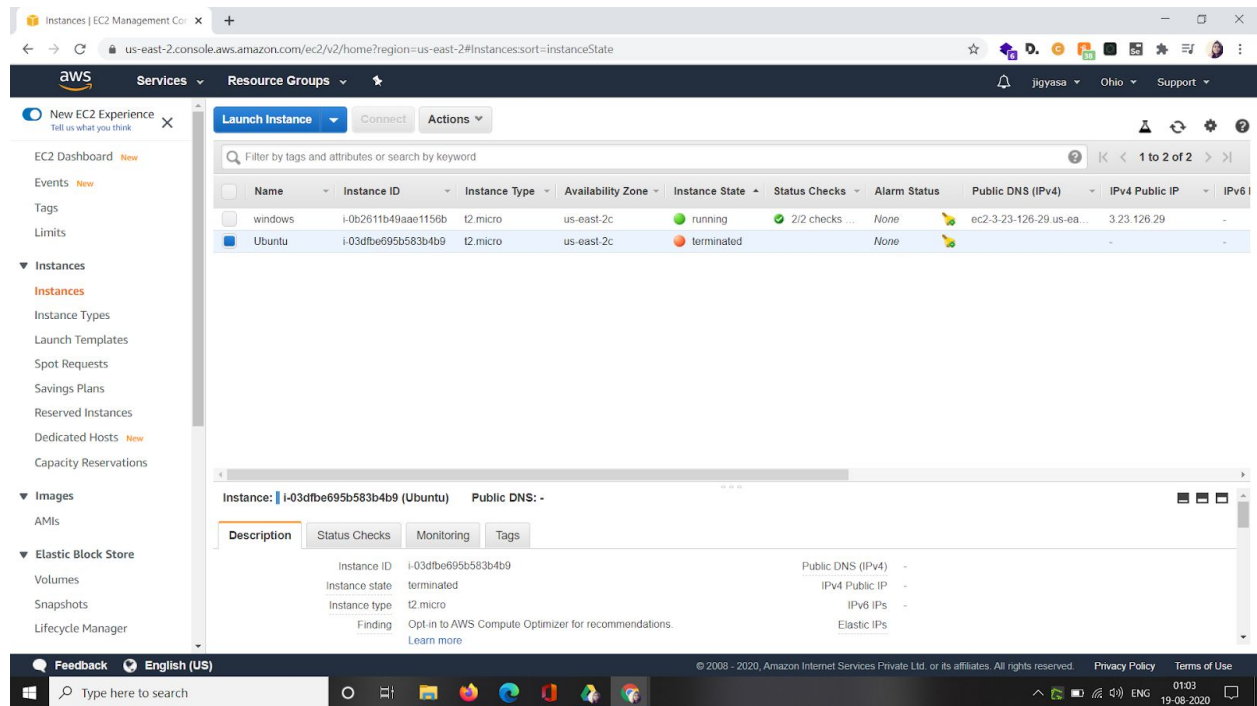 Instances | EC2 Management Con
us-east-2.console.aws.amazon.com/ec2/v2/home?region=us-east-2#Instances:sort=instanceState
aws Services Resource Groups jigyasa Ohio Support
New EC2 Experience
Tell us what you think
EC2 Dashboard New
Events New
Tags
Limits
Instances
Instances
Instance Types
Launch Templates
Spot Requests
Savings Plans
Reserved Instances
Dedicated Hosts New
Capacity Reservations
Images
AMIs
Elastic Block Store
Volumes
Snapshots
Lifecycle Manager
Launch Instance Connect Actions
Filter by tags and attributes or search by keyword 1 to 2 of 2
Name Instance ID Instance Type Availability Zone Instance State Status Checks Alarm Status Public DNS (IPv4) IPv4 Public IP IPv6 I
windows i-0b2611b49aae1156b t2.micro us-east-2c running 2/2 checks ... None ec2-3-23-126-29.us-ea... 3.23.126.29 -
Ubuntu i-03dfbe695b583b4b9 t2.micro us-east-2c terminated None - -
Instance: i-03dfbe695b583b4b9 (Ubuntu) Public DNS: -
Description Status Checks Monitoring Tags
Instance ID i-03dfbe695b583b4b9 Public DNS (IPv4) -
Instance state terminated IPv4 Public IP -
Instance type t2.micro IPv6 IPs -
Finding Opt-in to AWS Compute Optimizer for recommendations. Elastic IPs
Learn more
Feedback English (US) © 2008 - 2020, Amazon Internet Services Private Ltd. or its affiliates. All rights reserved. Privacy Policy Terms of Use
Type here to search ENG 01:03
19-08-2020